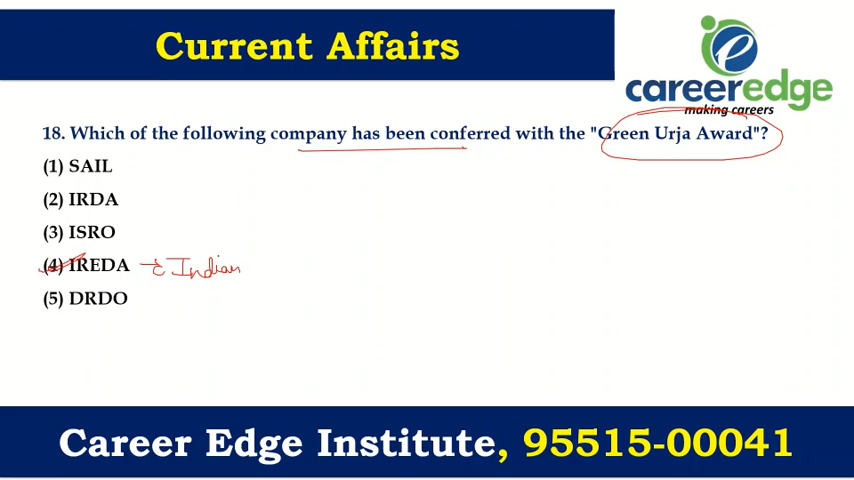 Current Affairs
careeredge
making careers
18. Which of the following company has been conferred with the "Green Urja Award"?
(1) SAIL
(2) IRDA
(3) ISRO
(4) IREDA → Indian
(5) DRDO
Career Edge Institute, 95515-00041